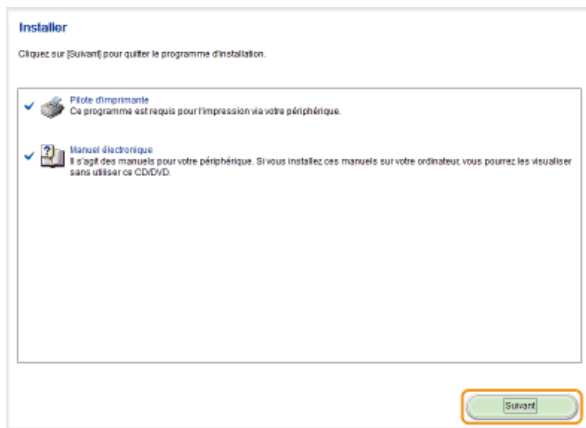 Installer
Cliquez sur [Suivant] pour quitter le programme d'installation.
Pilote d'imprimante
Ce programme est requis pour l'impression via votre périphérique.
Manuel électronique
Il s'agit des manuels pour votre périphérique. Si vous installez ces manuels sur votre ordinateur, vous pourrez les visualiser
sans utiliser ce CD/DVD.
Suivant